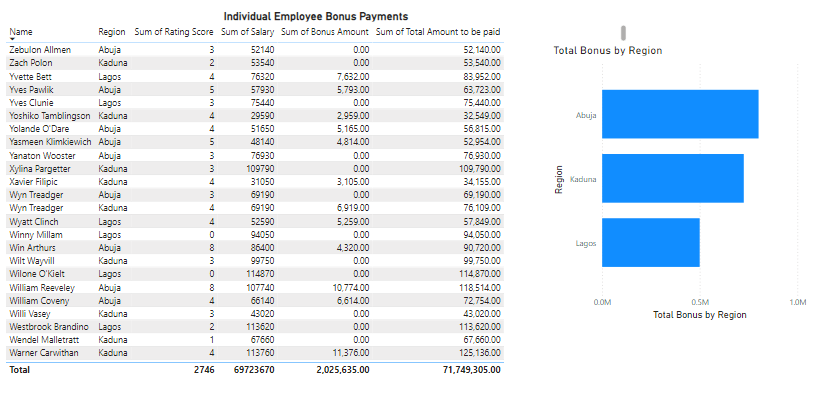 Individual Employee Bonus Payments
Name Region Sum of Rating Score Sum of Salary Sum of Bonus Amount Sum of Total Amount to be paid
Zebulon Allmen Abuja 3 52140 0.00 52,140.00
Zach Polon Kaduna 2 53540 0.00 53,540.00
Yvette Bett Lagos 4 76320 7,632.00 83,952.00
Yves Pawlik Abuja 5 57930 5,793.00 63,723.00
Yves Clunie Lagos 3 75440 0.00 75,440.00
Yoshiko Tamblingson Kaduna 4 29590 2,959.00 32,549.00
Yolande O'Dare Abuja 4 51650 5,165.00 56,815.00
Yasmeen Klimkiewich Abuja 5 48140 4,814.00 52,954.00
Yanaton Wooster Abuja 3 76930 0.00 76,930.00
Xylina Pargetter Kaduna 3 109790 0.00 109,790.00
Xavier Filipic Kaduna 4 31050 3,105.00 34,155.00
Wyn Treadger Abuja 3 69190 0.00 69,190.00
Wyn Treadger Kaduna 4 69190 6,919.00 76,109.00
Wyatt Clinch Lagos 4 52590 5,259.00 57,849.00
Winny Millam Lagos 0 94050 0.00 94,050.00
Win Arthurs Abuja 8 86400 4,320.00 90,720.00
Wilt Wayvill Kaduna 3 99750 0.00 99,750.00
Wilone O'Kielt Lagos 0 114870 0.00 114,870.00
William Reeveley Abuja 8 107740 10,774.00 118,514.00
William Coveny Abuja 4 66140 6,614.00 72,754.00
Willi Vasey Kaduna 3 43020 0.00 43,020.00
Westbrook Brandino Lagos 2 113620 0.00 113,620.00
Wendel Malletratt Kaduna 1 67660 0.00 67,660.00
Warner Carwithan Kaduna 4 113760 11,376.00 125,136.00
Total 2746 69723670 2,025,635.00 71,749,305.00
Total Bonus by Region
Region
Abuja
Kaduna
Lagos
0.0M 0.5M 1.0M
Total Bonus by Region